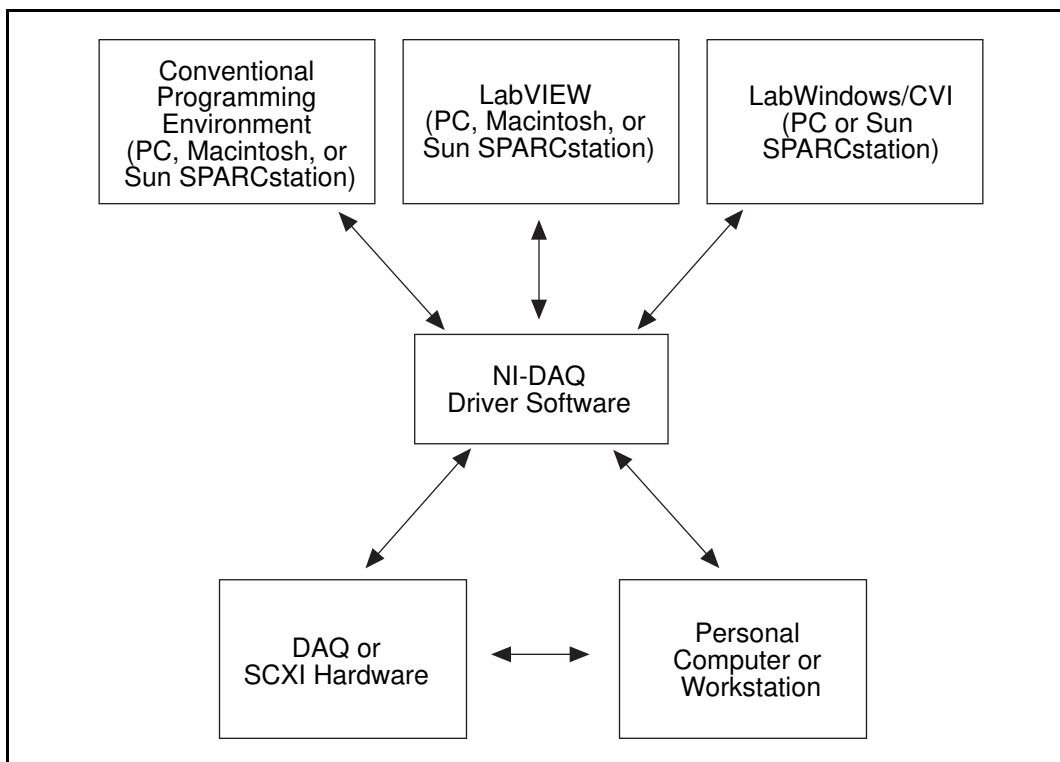 Conventional
Programming
Environment
(PC, Macintosh, or
Sun SPARCstation)
LabVIEW
(PC, Macintosh, or
Sun SPARCstation)
LabWindows/CVI
(PC or Sun
SPARCstation)
NI-DAQ
Driver Software
DAQ or
SCXI Hardware
Personal
Computer or
Workstation